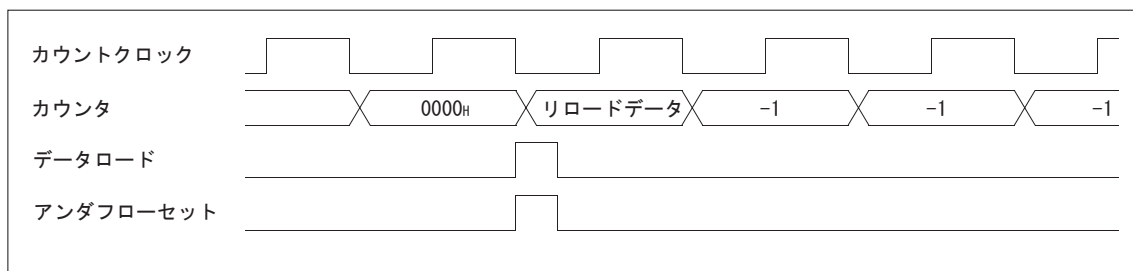 カウントクロック
カウンタ 0000H リロードデータ -1 -1 -1
データロード
アンダフローセット